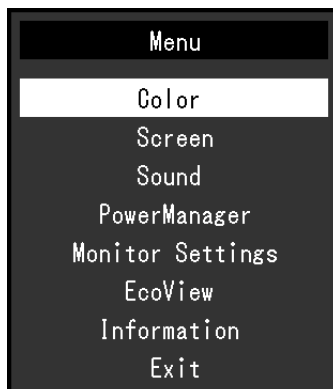 Menu
Color
Screen
Sound
PowerManager
Monitor Settings
EcoView
Information
Exit